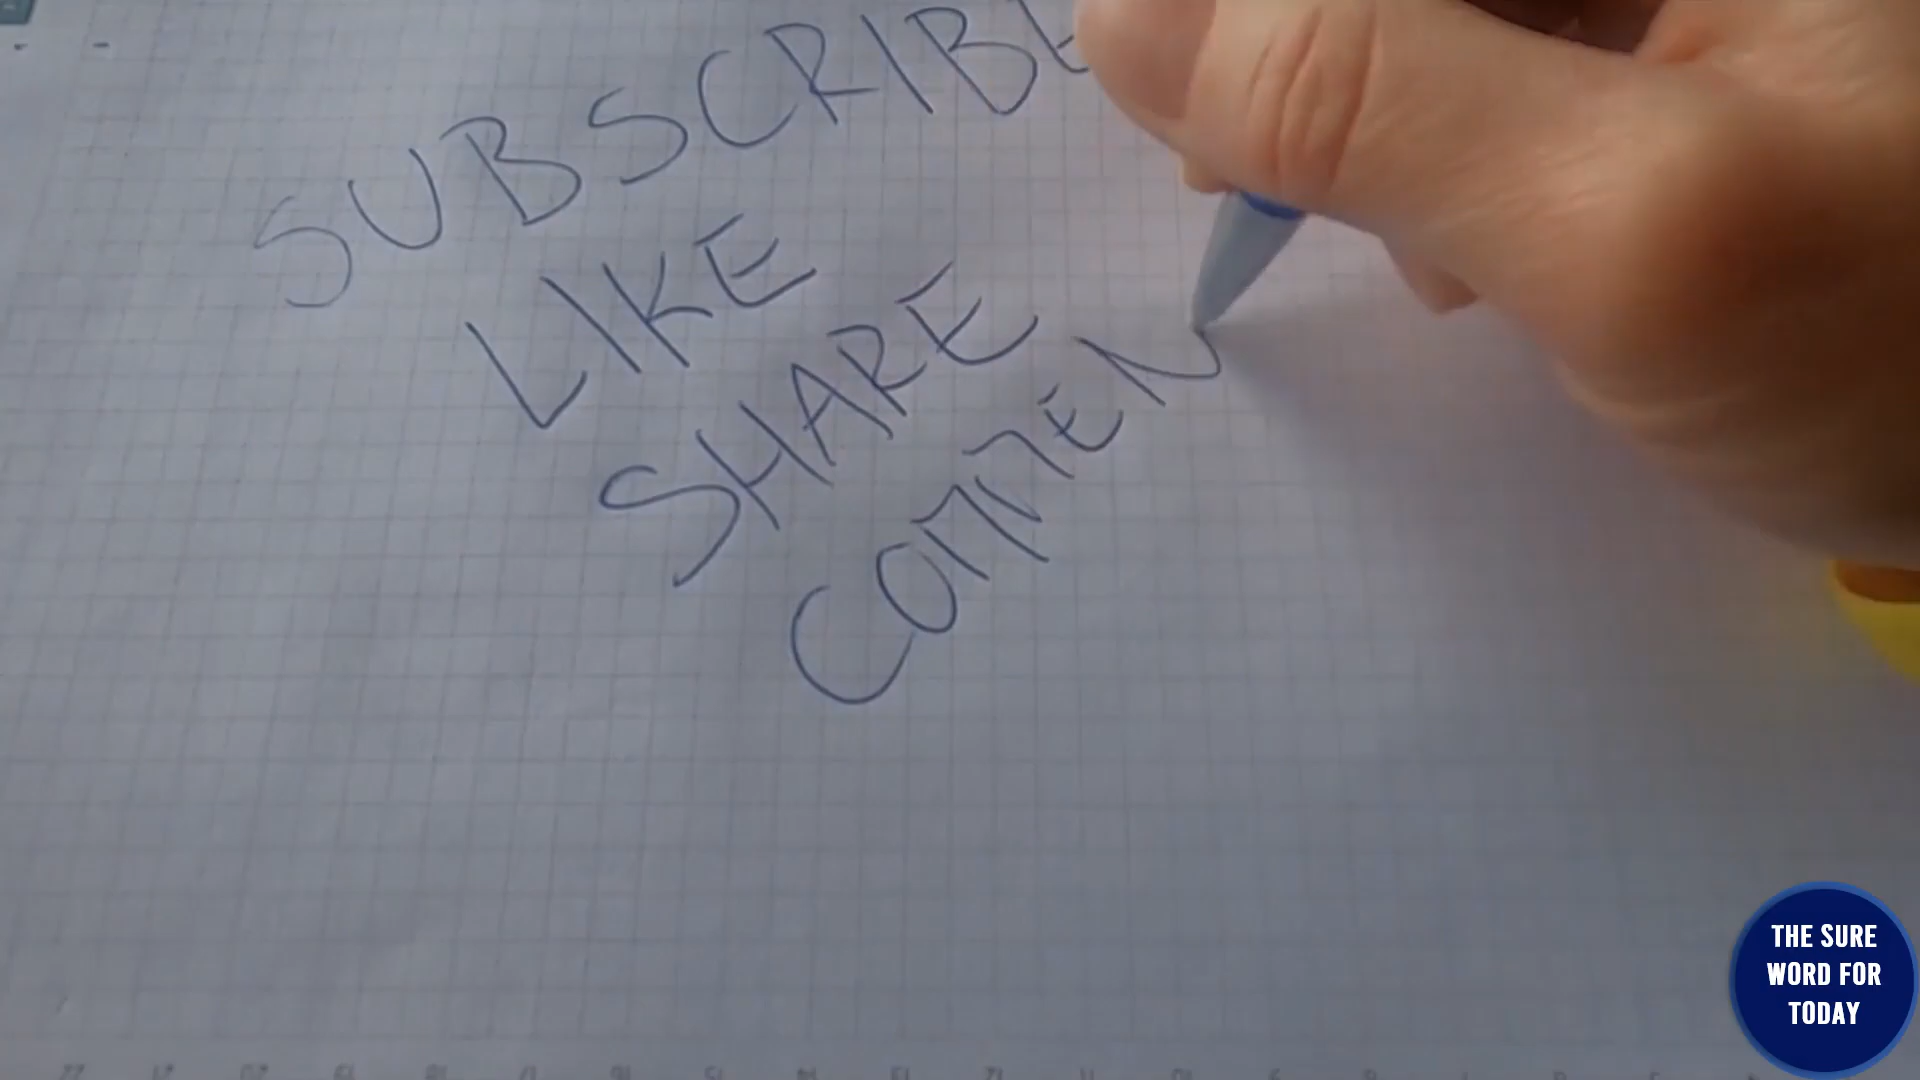 SUBSCRIBE
LIKE
SHARE
COMMEN
THE SURE
WORD FOR
TODAY